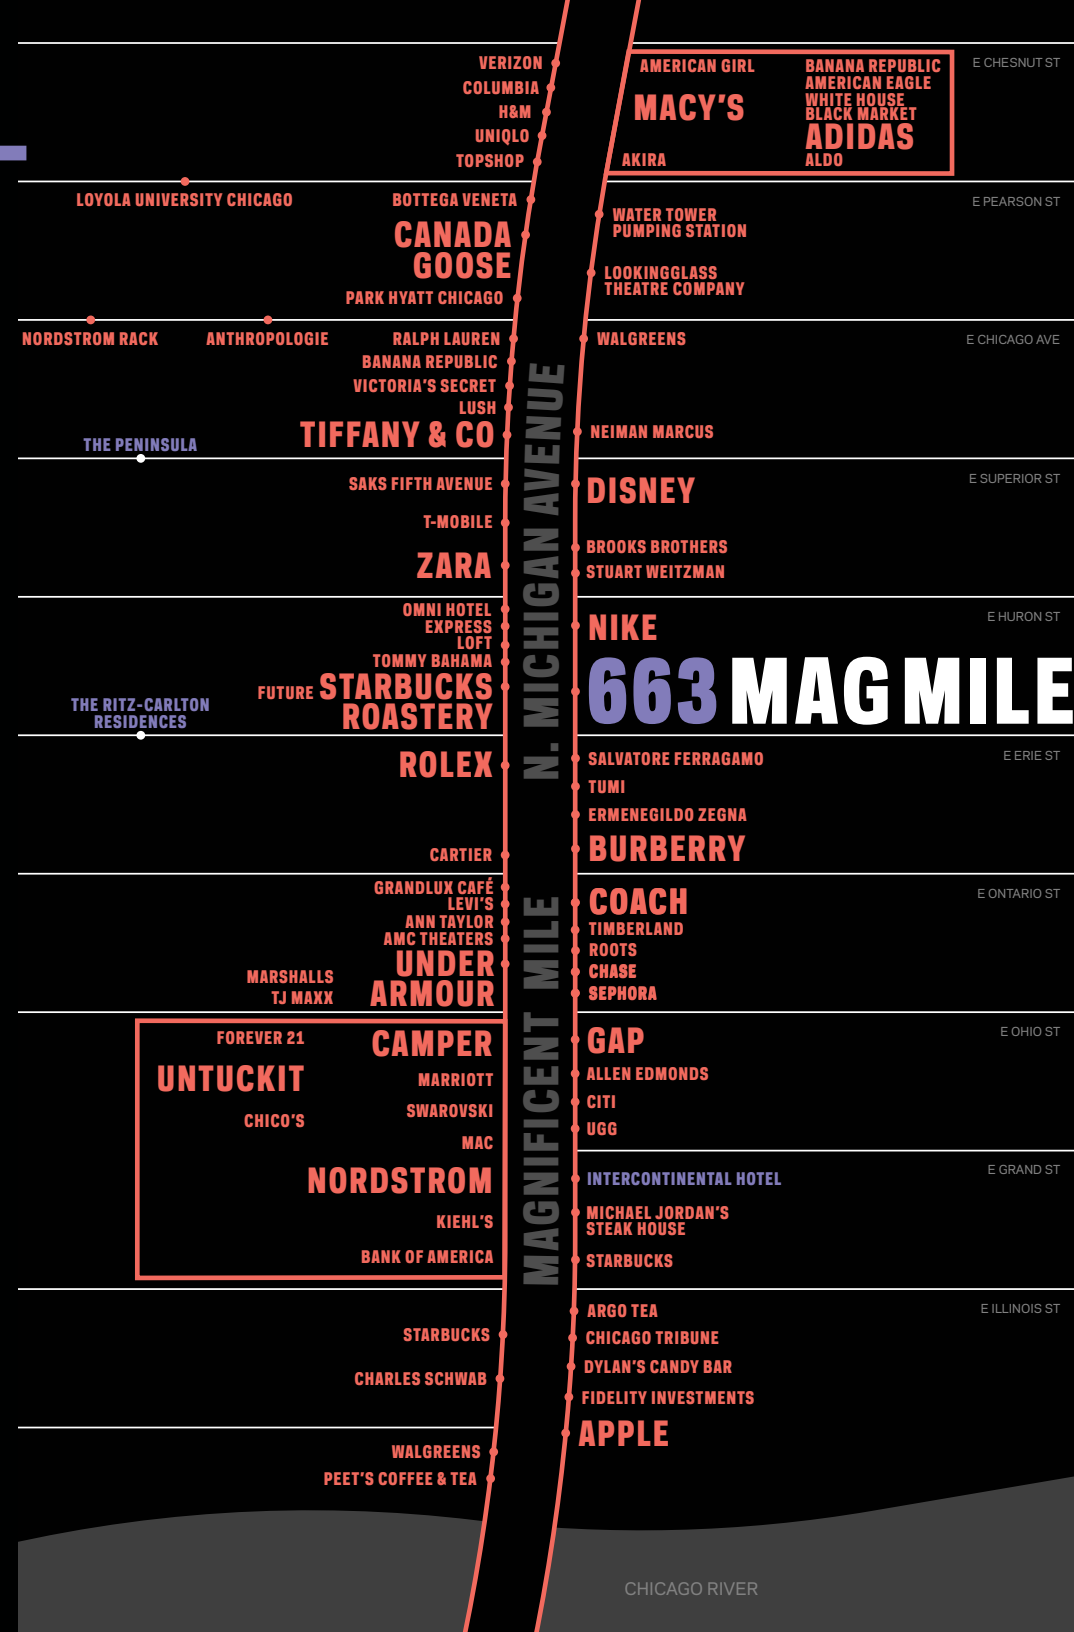 VERIZON
COLUMBIA
H&M
UNIQLO
TOPSHOP
AMERICAN GIRL
MACY'S
AKIRA
BANANA REPUBLIC
AMERICAN EAGLE
WHITE HOUSE
BLACK MARKET
ADIDAS
ALDO
E CHESNUT ST
LOYOLA UNIVERSITY CHICAGO
BOTTEGA VENETA
CANADA
GOOSE
PARK HYATT CHICAGO
WATER TOWER
PUMPING STATION
LOOKINGGLASS
THEATRE COMPANY
E PEARSON ST
NORDSTROM RACK
ANTHROPOLOGIE
RALPH LAUREN
BANANA REPUBLIC
VICTORIA'S SECRET
LUSH
TIFFANY & CO
THE PENINSULA
WALGREENS
NEIMAN MARCUS
E CHICAGO AVE
SAKS FIFTH AVENUE
T-MOBILE
ZARA
DISNEY
BROOKS BROTHERS
STUART WEITZMAN
E SUPERIOR ST
N. MICHIGAN AVENUE
OMNI HOTEL
EXPRESS
LOFT
TOMMY BAHAMA
FUTURE STARBUCKS
ROASTERY
THE RITZ-CARLTON
RESIDENCES
NIKE
663 MAG MILE
E HURON ST
ROLEX
CARTIER
SALVATORE FERRAGAMO
TUMI
ERMENEGILDO ZEGNA
BURBERRY
E ERIE ST
GRANDLUX CAFÉ
LEVI'S
ANN TAYLOR
AMC THEATERS
UNDER
ARMOUR
MARSHALLS
TJ MAXX
COACH
TIMBERLAND
ROOTS
CHASE
SEPHORA
E ONTARIO ST
MAGNIFICENT MILE
FOREVER 21
UNTUCKIT
CHICO'S
CAMPER
MARRIOTT
SWAROVSKI
MAC
NORDSTROM
KIEHL'S
BANK OF AMERICA
GAP
ALLEN EDMONDS
CITI
UGG
E OHIO ST
INTERCONTINENTAL HOTEL
MICHAEL JORDAN'S
STEAK HOUSE
STARBUCKS
E GRAND ST
STARBUCKS
CHARLES SCHWAB
ARGO TEA
CHICAGO TRIBUNE
DYLAN'S CANDY BAR
FIDELITY INVESTMENTS
APPLE
E ILLINOIS ST
WALGREENS
PEET'S COFFEE & TEA
CHICAGO RIVER